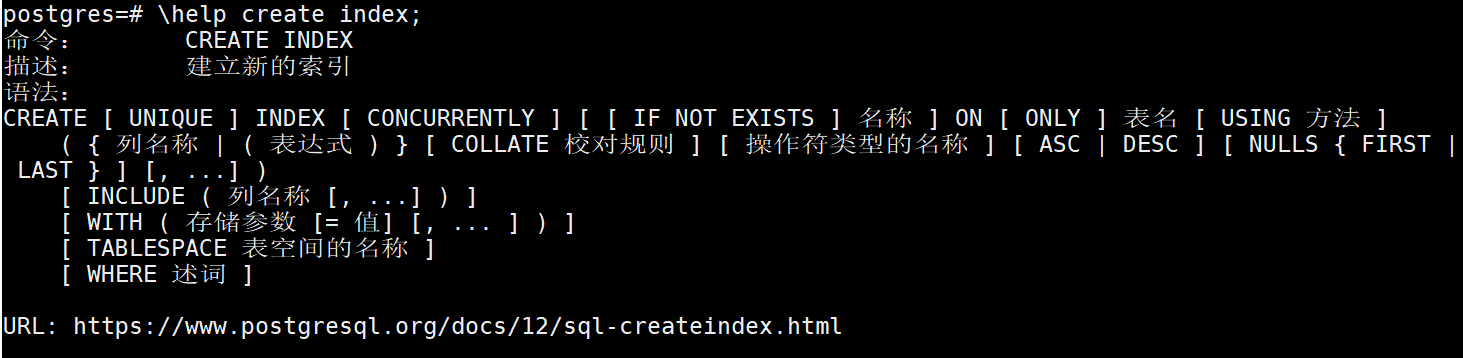 postgres=# \help create index;
命令：       CREATE INDEX
描述：       建立新的索引
语法：
CREATE [ UNIQUE ] INDEX [ CONCURRENTLY ] [ [ IF NOT EXISTS ] 名称 ] ON [ ONLY ] 表名 [ USING 方法 ]
    ( { 列名称 | ( 表达式 ) } [ COLLATE 校对规则 ] [ 操作符类型的名称 ] [ ASC | DESC ] [ NULLS { FIRST |
 LAST } ] [, ...] )
    [ INCLUDE ( 列名称 [, ...] ) ]
    [ WITH ( 存储参数 [= 值] [, ... ] ) ]
    [ TABLESPACE 表空间的名称 ]
    [ WHERE 述词 ]
URL: https://www.postgresql.org/docs/12/sql-createindex.html